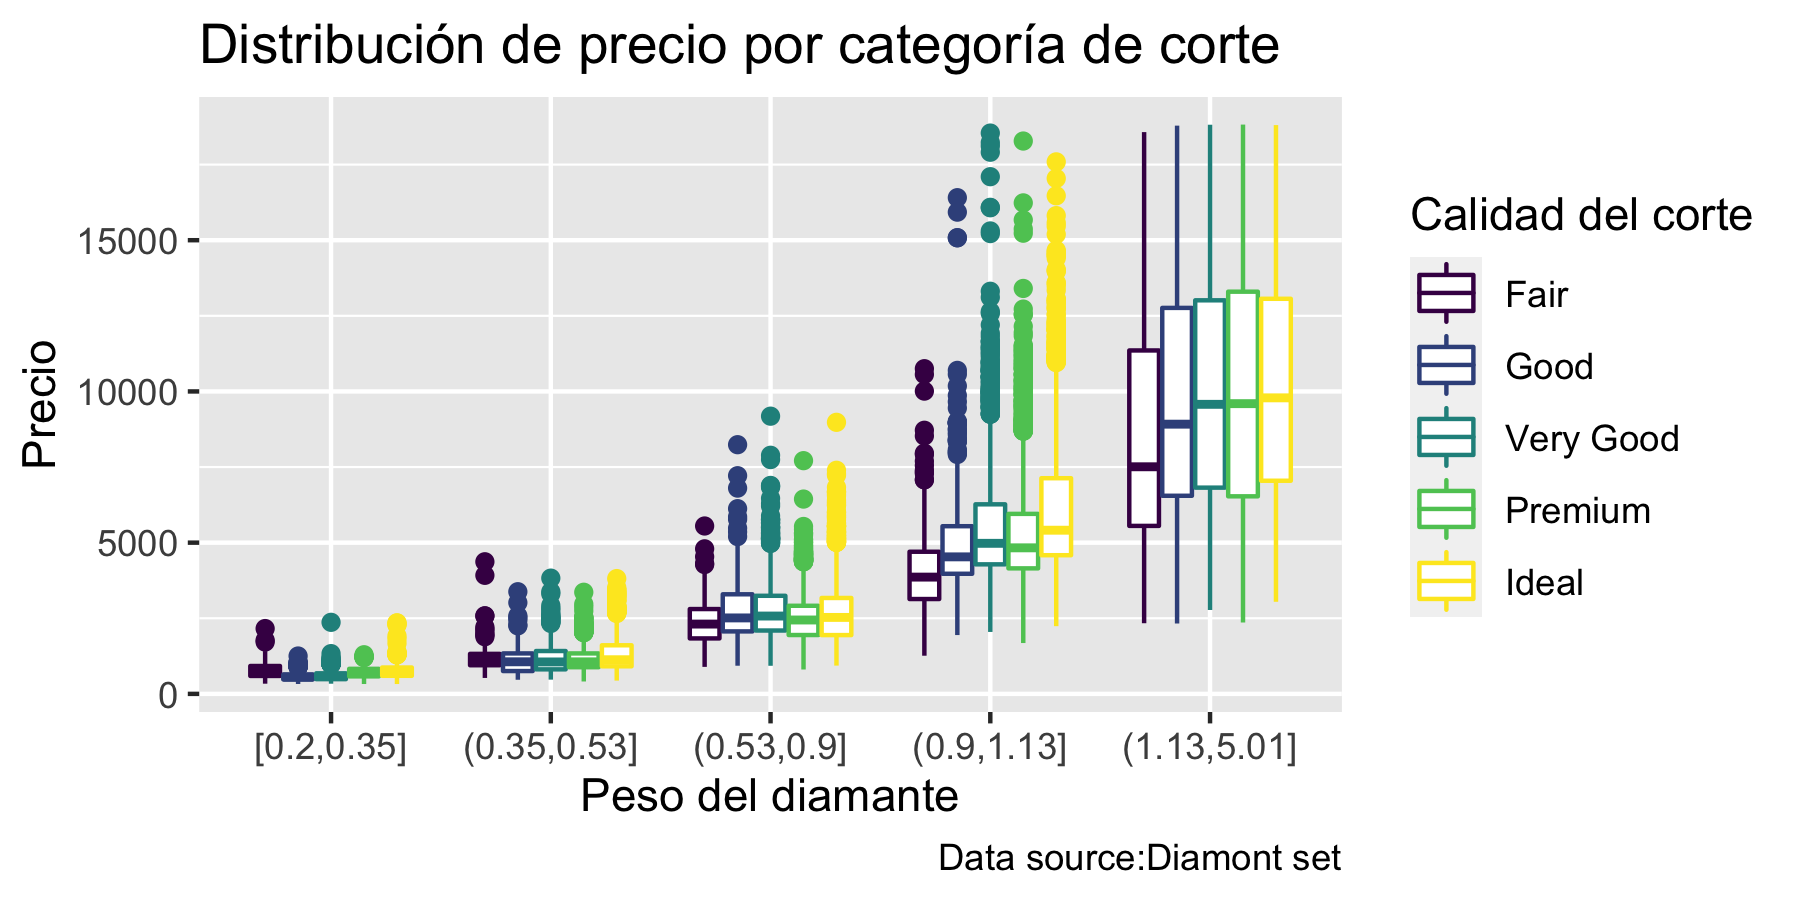 Distribución de precio por categoría de corte
Precio
15000
10000
5000
0
[0.2,0.35] (0.35,0.53] (0.53,0.9] (0.9,1.13] (1.13,5.01]
Peso del diamante
Data source:Diamont set
Calidad del corte
Fair
Good
Very Good
Premium
Ideal